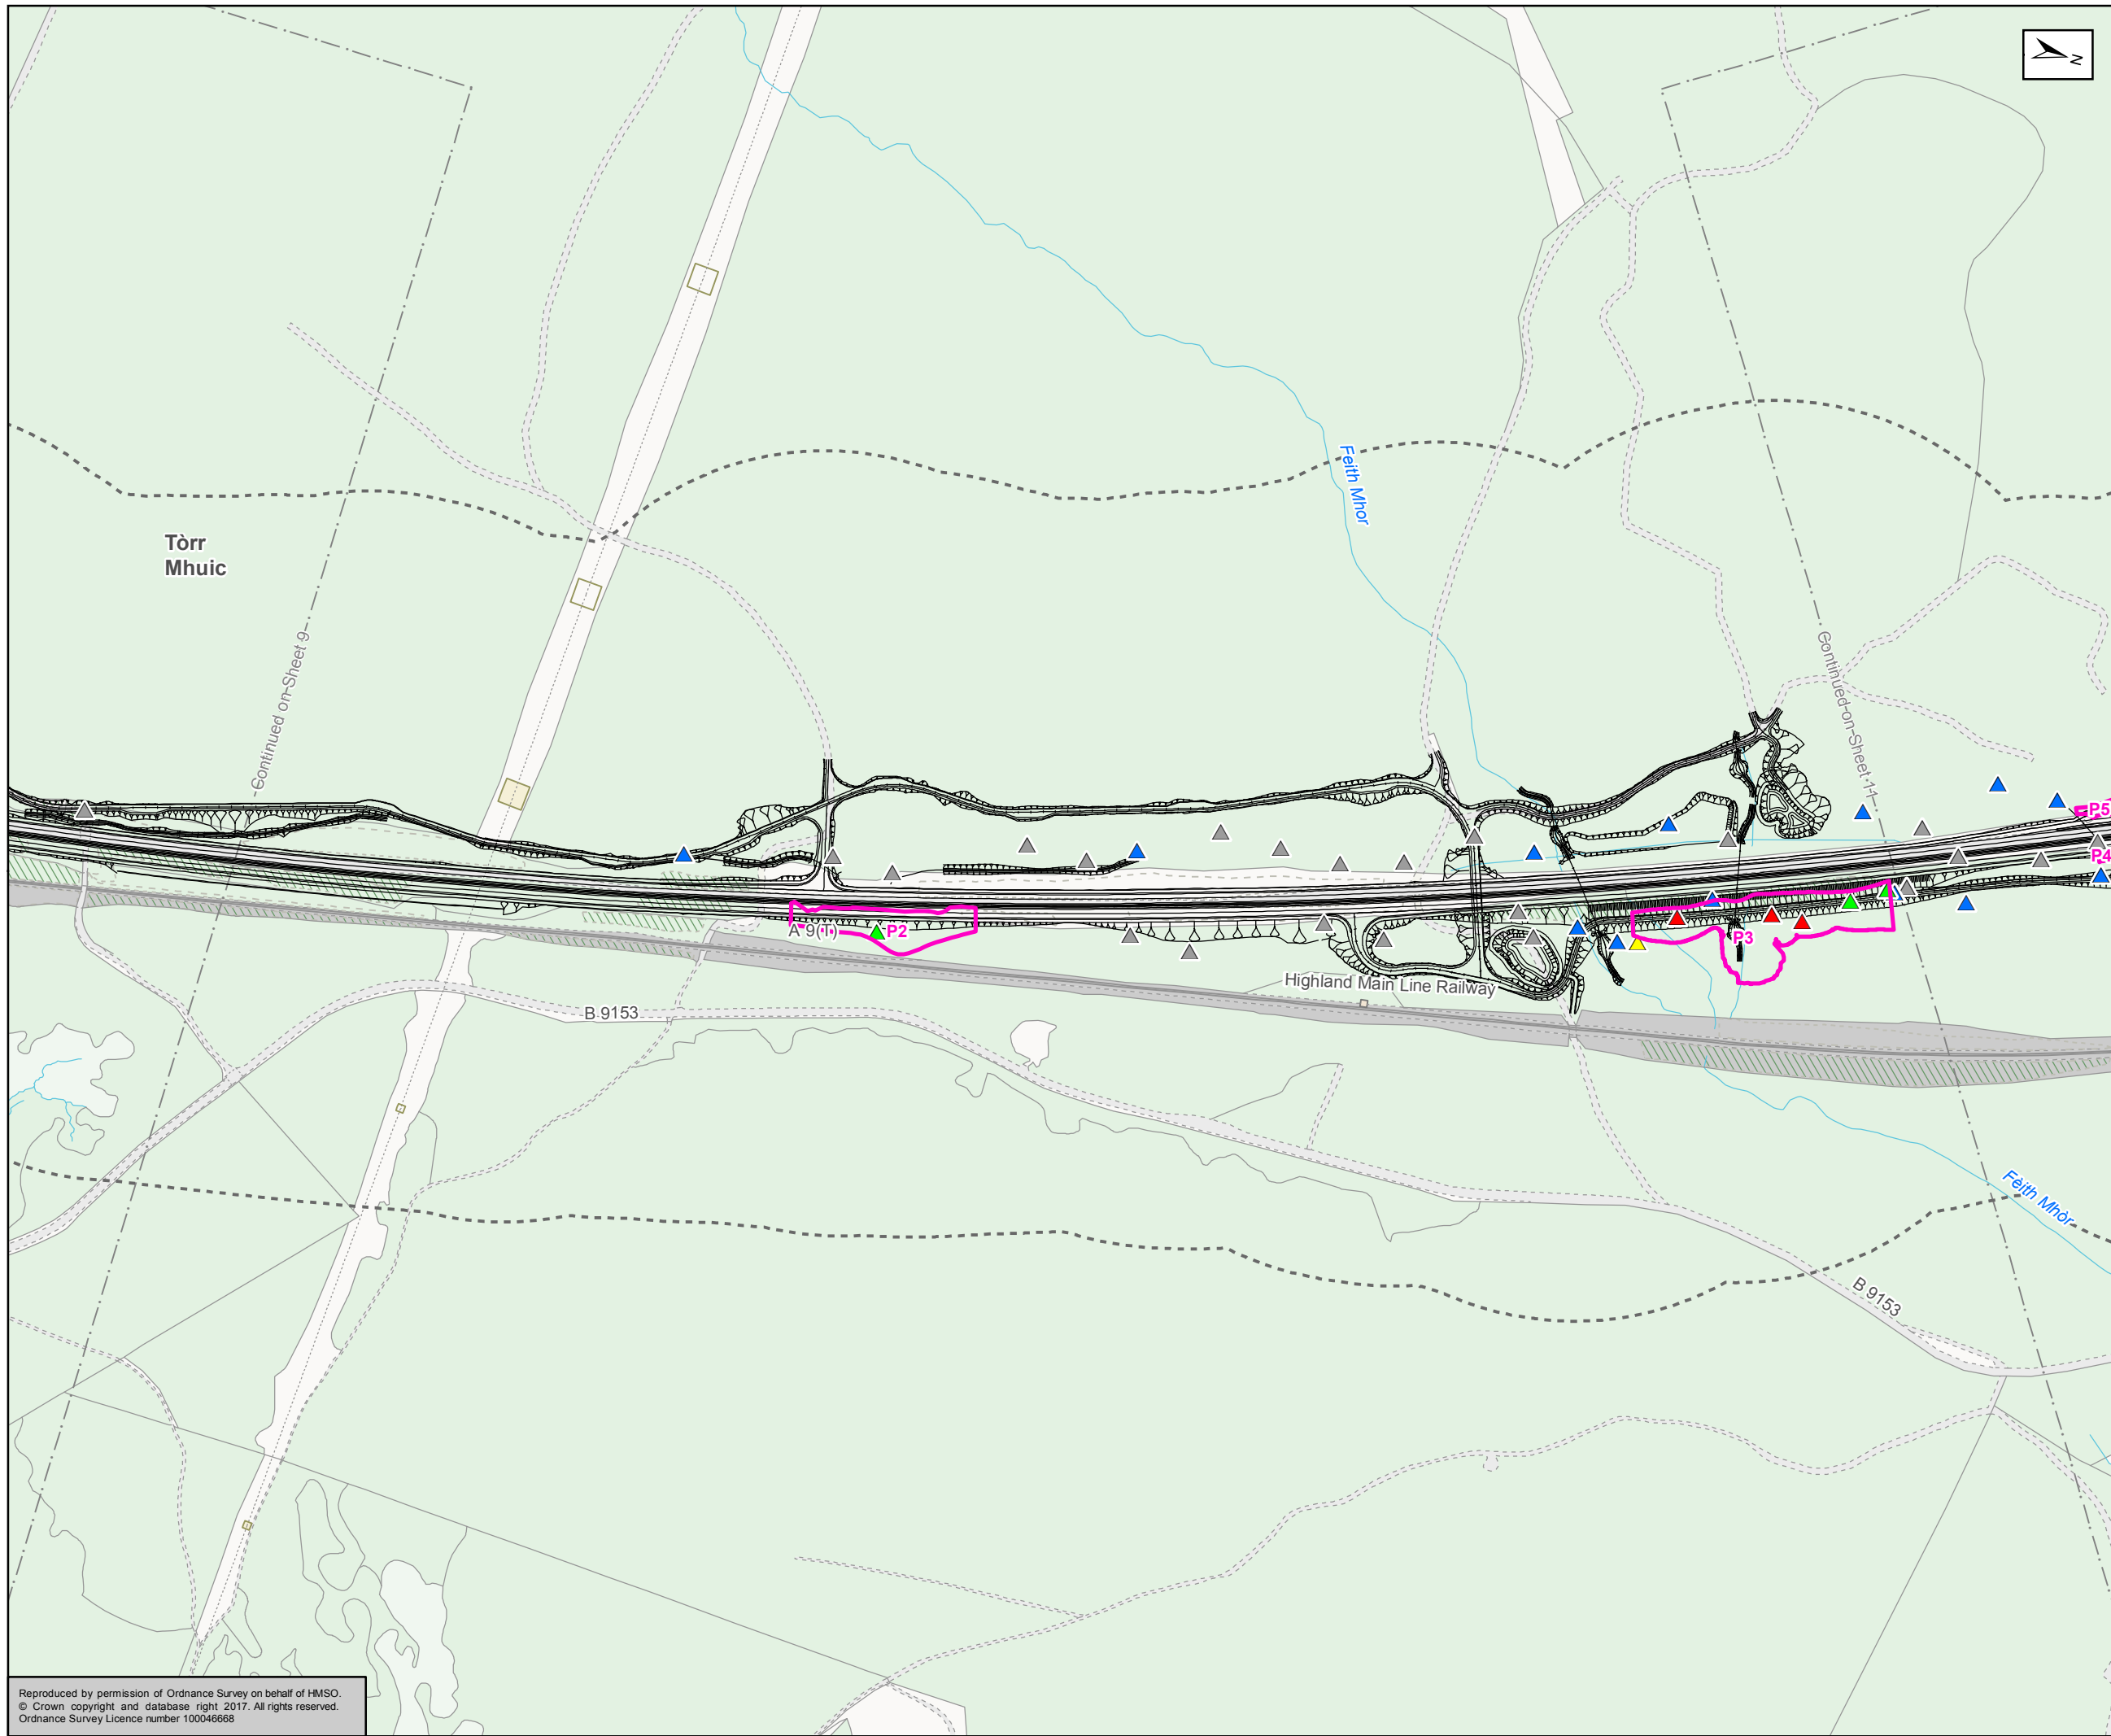 N
Feith Mhor
Tòrr
Mhuic
Continued on Sheet 9
Continued on Sheet 11
P5
P4
P2
A 9(T)
P3
Highland Main Line Railway
B 9153
Fèith Mhòr
B 9153
Reproduced by permission of Ordnance Survey on behalf of HMSO.
© Crown copyright and database right 2017. All rights reserved.
Ordnance Survey Licence number 100046668